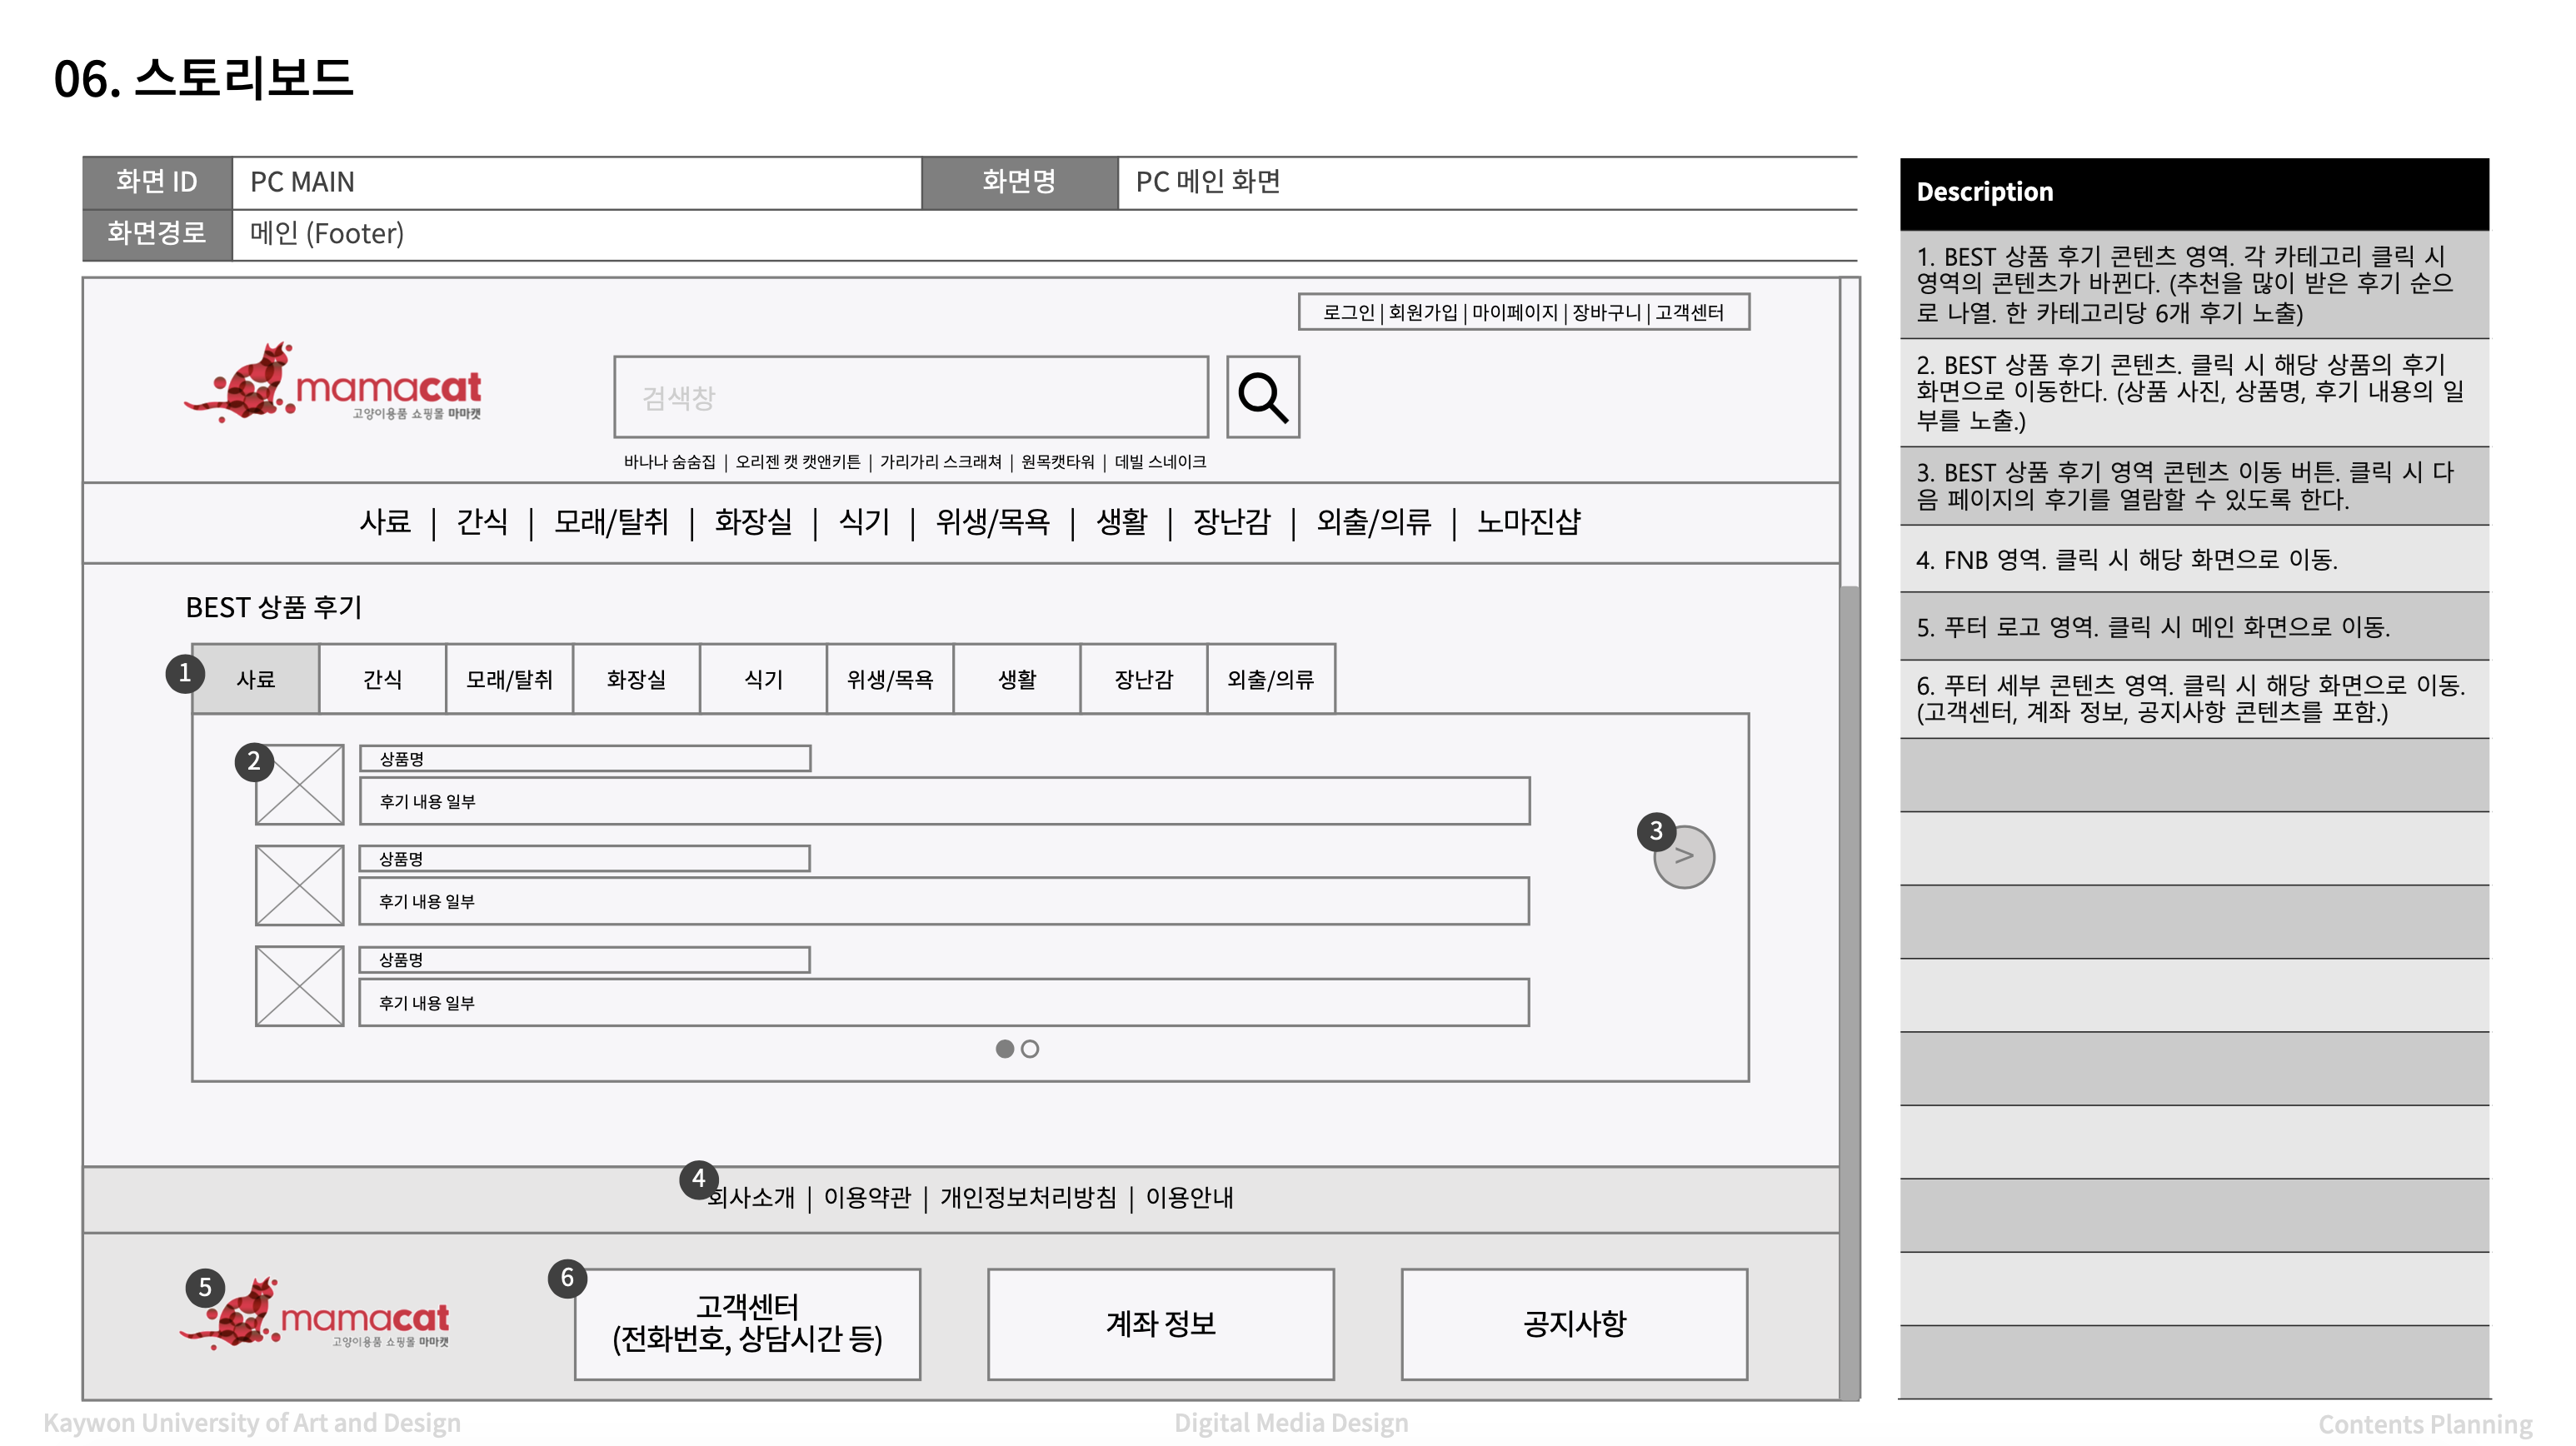 06. 스토리보드
화면 ID
PC MAIN
화면명
PC 메인 화면
화면경로
메인 (Footer)
로그인 | 회원가입 | 마이페이지 | 장바구니 | 고객센터
mamacat
고양이용품 쇼핑몰 마마캣
검색창
바나나 숨숨집 | 오리젠 캣 캣앤키튼 | 가리가리 스크래쳐 | 원목캣타워 | 데빌 스네이크
사료 | 간식 | 모래/탈취 | 화장실 | 식기 | 위생/목욕 | 생활 | 장난감 | 외출/의류 | 노마진샵
BEST 상품 후기
1
사료
간식
모래/탈취
화장실
식기
위생/목욕
생활
장난감
외출/의류
2
상품명
후기 내용 일부
상품명
후기 내용 일부
상품명
후기 내용 일부
3
>
4
회사소개 | 이용약관 | 개인정보처리방침 | 이용안내
5
mamacat
고양이용품 쇼핑몰 마마캣
6
고객센터
(전화번호, 상담시간 등)
계좌 정보
공지사항
Description
1. BEST 상품 후기 콘텐츠 영역. 각 카테고리 클릭 시
영역의 콘텐츠가 바뀐다. (추천을 많이 받은 후기 순으
로 나열. 한 카테고리당 6개 후기 노출)
2. BEST 상품 후기 콘텐츠. 클릭 시 해당 상품의 후기
화면으로 이동한다. (상품 사진, 상품명, 후기 내용의 일
부를 노출.)
3. BEST 상품 후기 영역 콘텐츠 이동 버튼. 클릭 시 다
음 페이지의 후기를 열람할 수 있도록 한다.
4. FNB 영역. 클릭 시 해당 화면으로 이동.
5. 푸터 로고 영역. 클릭 시 메인 화면으로 이동.
6. 푸터 세부 콘텐츠 영역. 클릭 시 해당 화면으로 이동.
(고객센터, 계좌 정보, 공지사항 콘텐츠를 포함.)
Kaywon University of Art and Design
Digital Media Design
Contents Planning